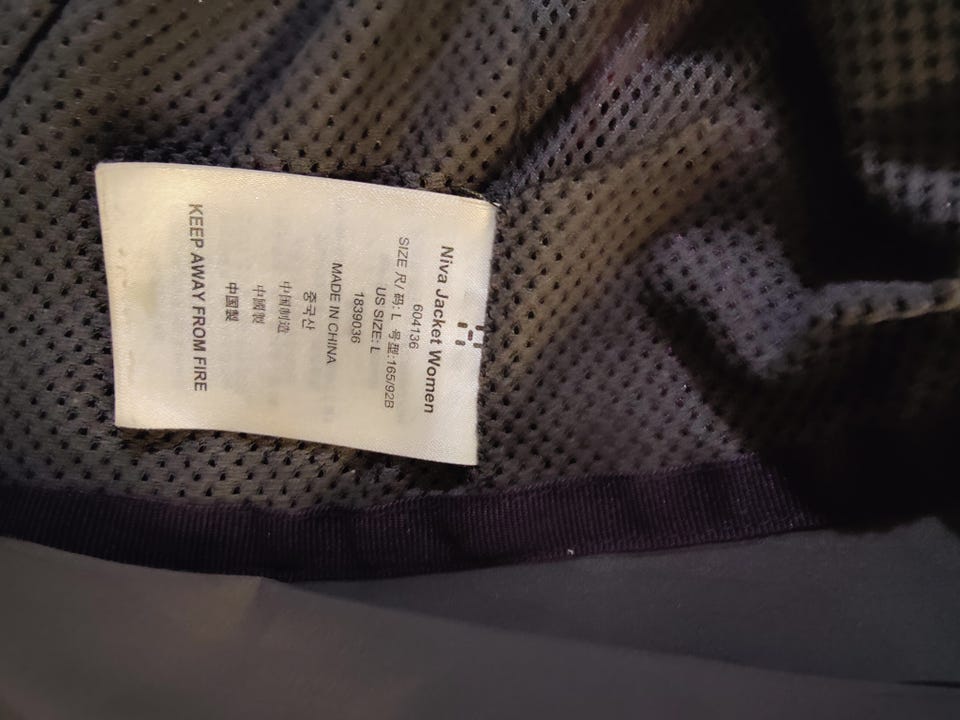 Niva Jacket Women
604136
SIZE 尺/码: L 号型:165/92B
US SIZE: L
1839036
MADE IN CHINA
중국산
中国制造
中國製
中国製
KEEP AWAY FROM FIRE